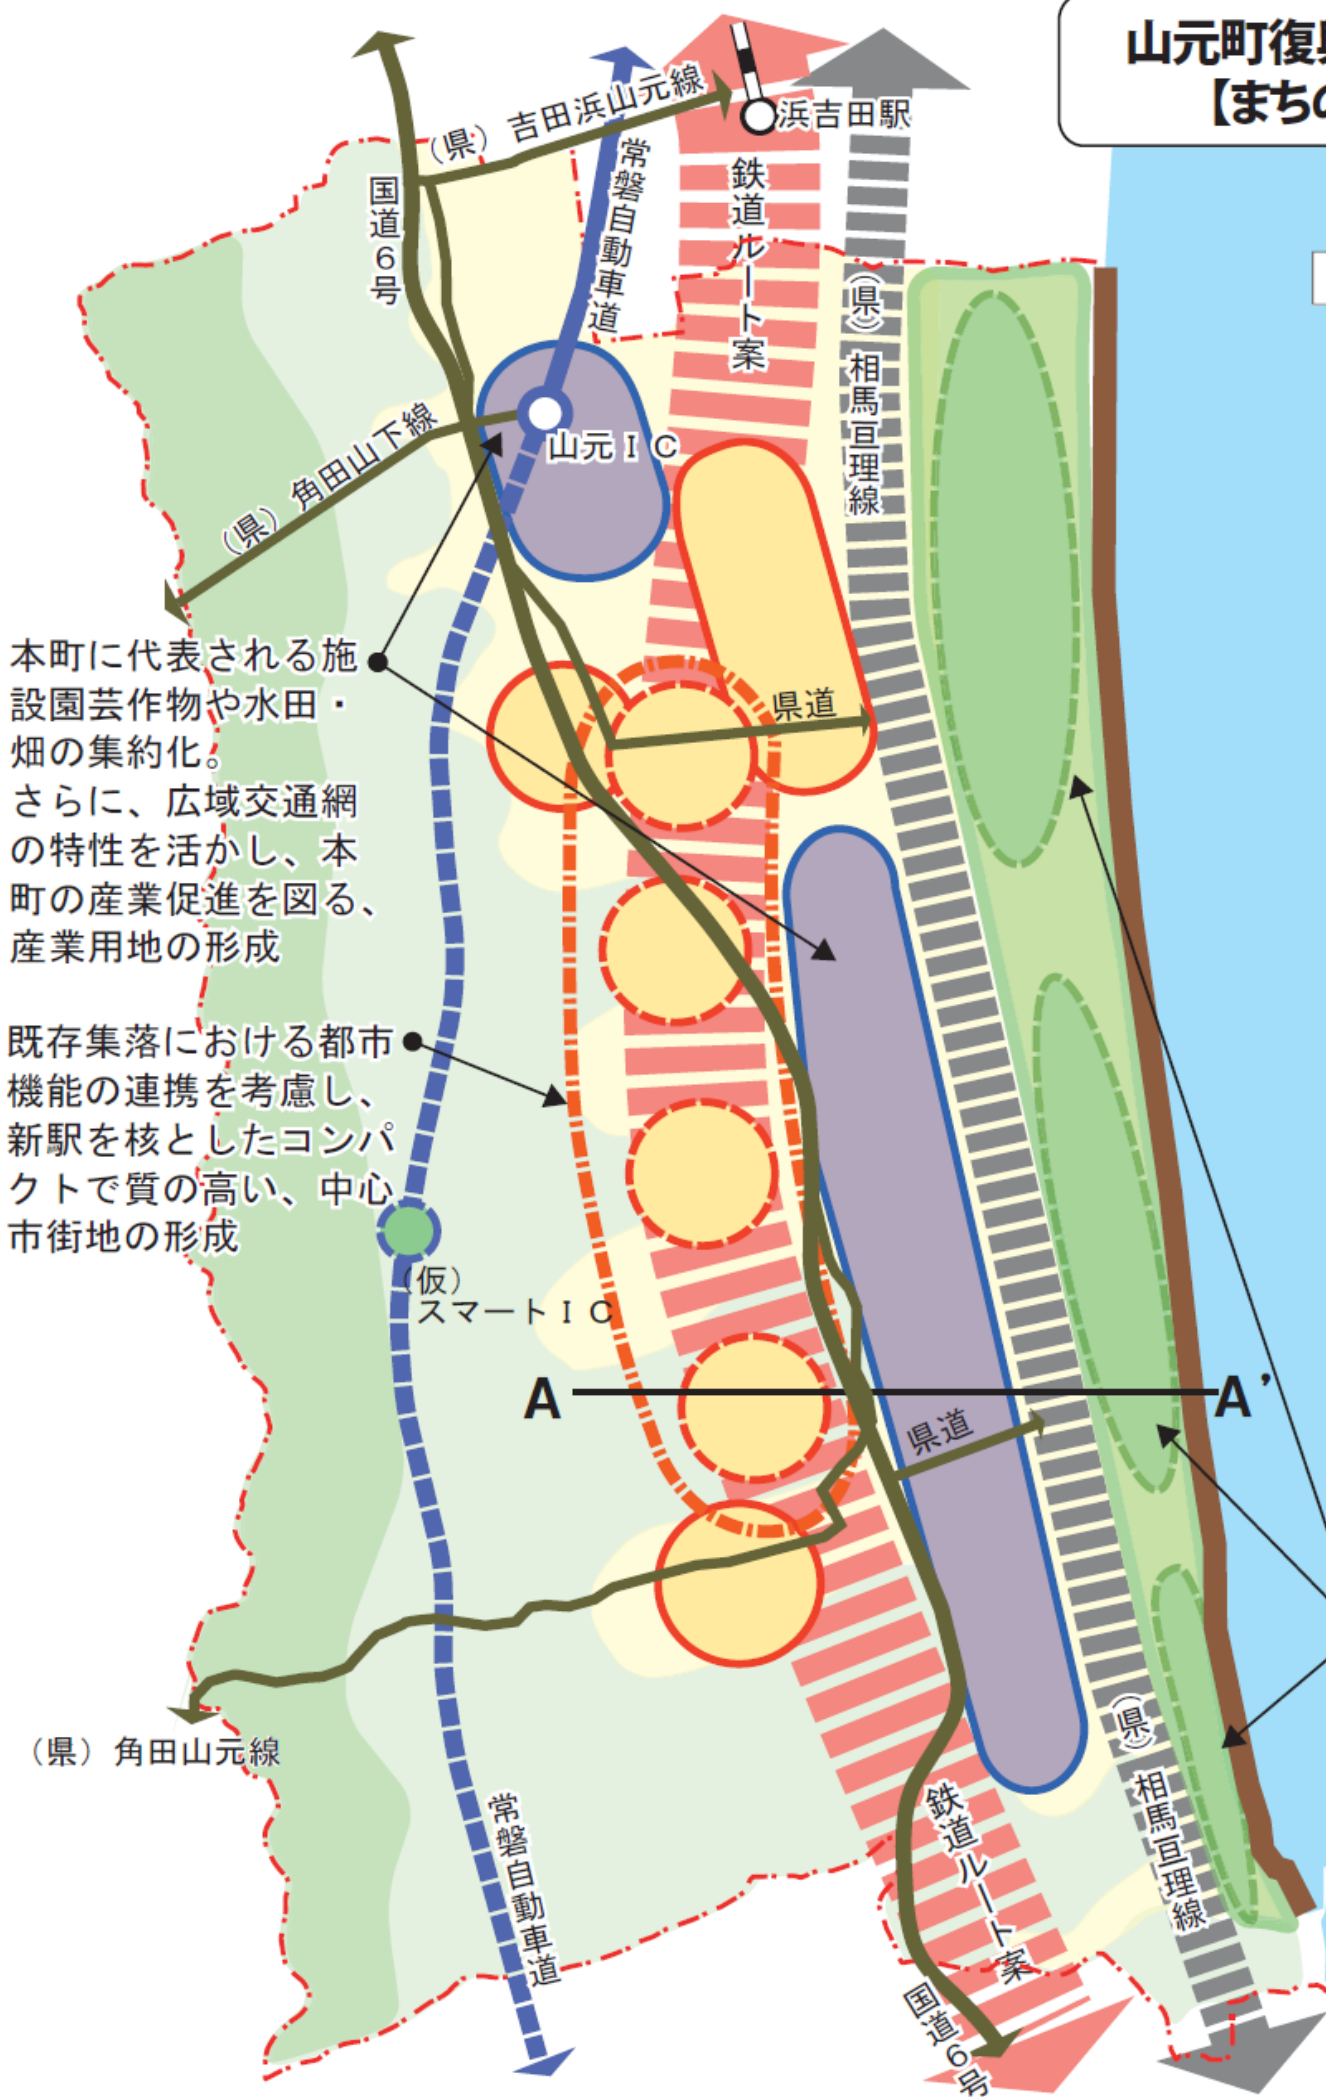 山元町復
【まちの
浜吉田駅
(県)吉田浜山元線
国道6号
常磐自動車道
鉄道ルート案
(県)相馬亘理線
山元IC
(県)角田山下線
本町に代表される施
設園芸作物や水田・
畑の集約化。
さらに、広域交通網
の特性を活かし、本
町の産業促進を図る、
産業用地の形成
県道
既存集落における都市
機能の連携を考慮し、
新駅を核としたコンパ
クトで質の高い、中心
市街地の形成
(仮)
スマートIC
A
A'
県道
(県)角田山元線
常磐自動車道
鉄道ルート案
(県)相馬亘理線
国道6号